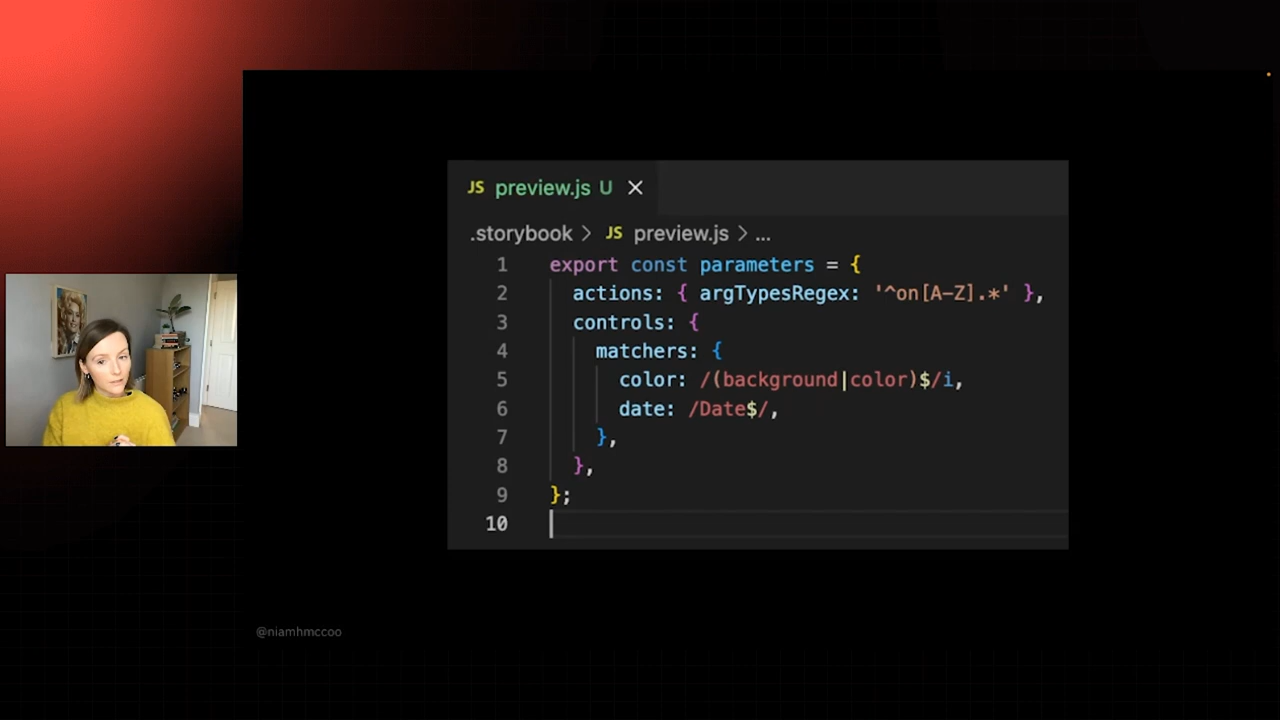 JS preview.js U ×
.storybook > JS preview.js > ...
1 export const parameters = {
2 actions: { argTypesRegex: '^on[A-Z].*' },
3 controls: {
4 matchers: {
5 color: /(background|color)$/i,
6 date: /Date$/,
7 },
8 },
9 };
10
@niamhmccoo